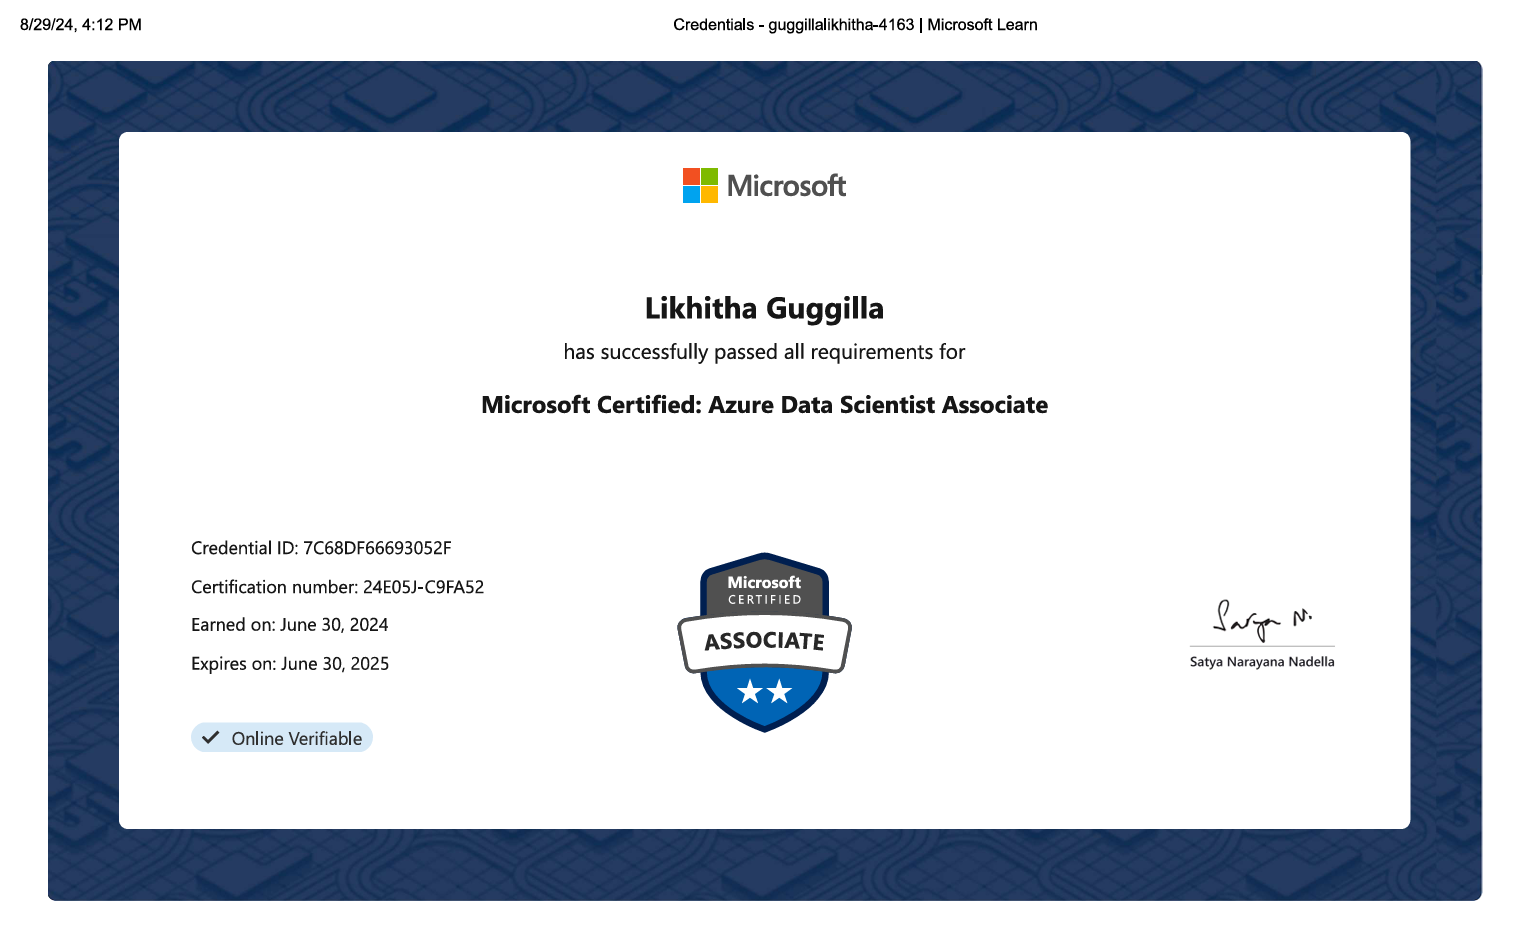 8/29/24, 4:12 PM
Credentials - guggillalikhitha-4163 | Microsoft Learn
Microsoft
Likhitha Guggilla
has successfully passed all requirements for
Microsoft Certified: Azure Data Scientist Associate
Credential ID: 7C68DF66693052F
Certification number: 24E05J-C9FA52
Earned on: June 30, 2024
Expires on: June 30, 2025
Online Verifiable
Microsoft
CERTIFIED
ASSOCIATE
Satya N.
Satya Narayana Nadella